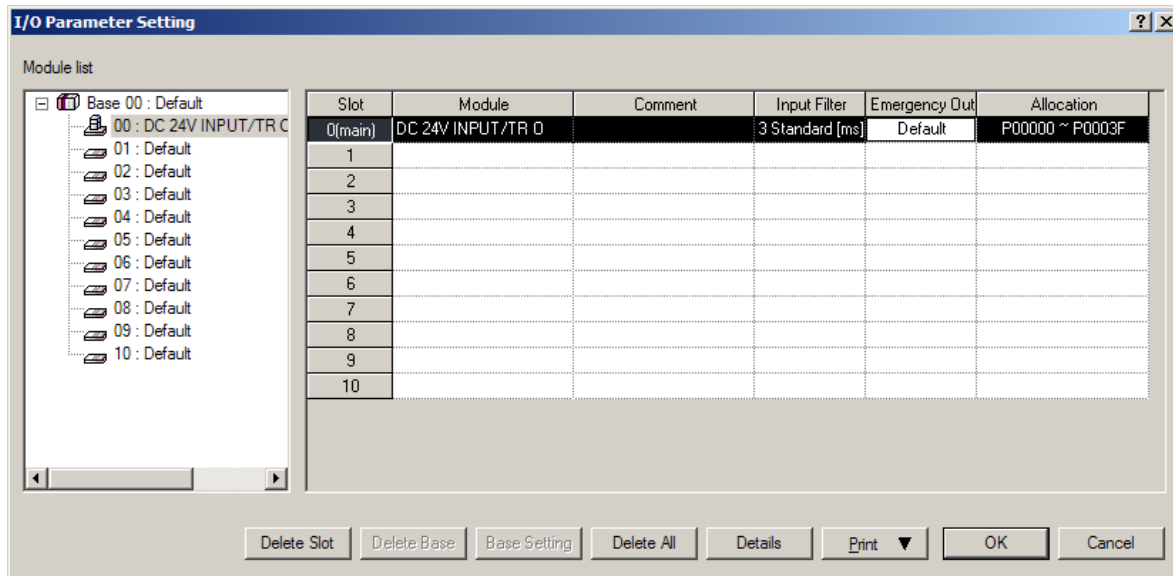 I/O Parameter Setting
Module list
Base 00 : Default
00 : DC 24V INPUT/TR O
01 : Default
02 : Default
03 : Default
04 : Default
05 : Default
06 : Default
07 : Default
08 : Default
09 : Default
10 : Default
Slot Module Comment Input Filter Emergency Out Allocation
0(main) DC 24V INPUT/TR O 3 Standard [ms] Default P00000 ~ P0003F
1
2
3
4
5
6
7
8
9
10
Delete Slot Delete Base Base Setting Delete All Details Print ▼ OK Cancel